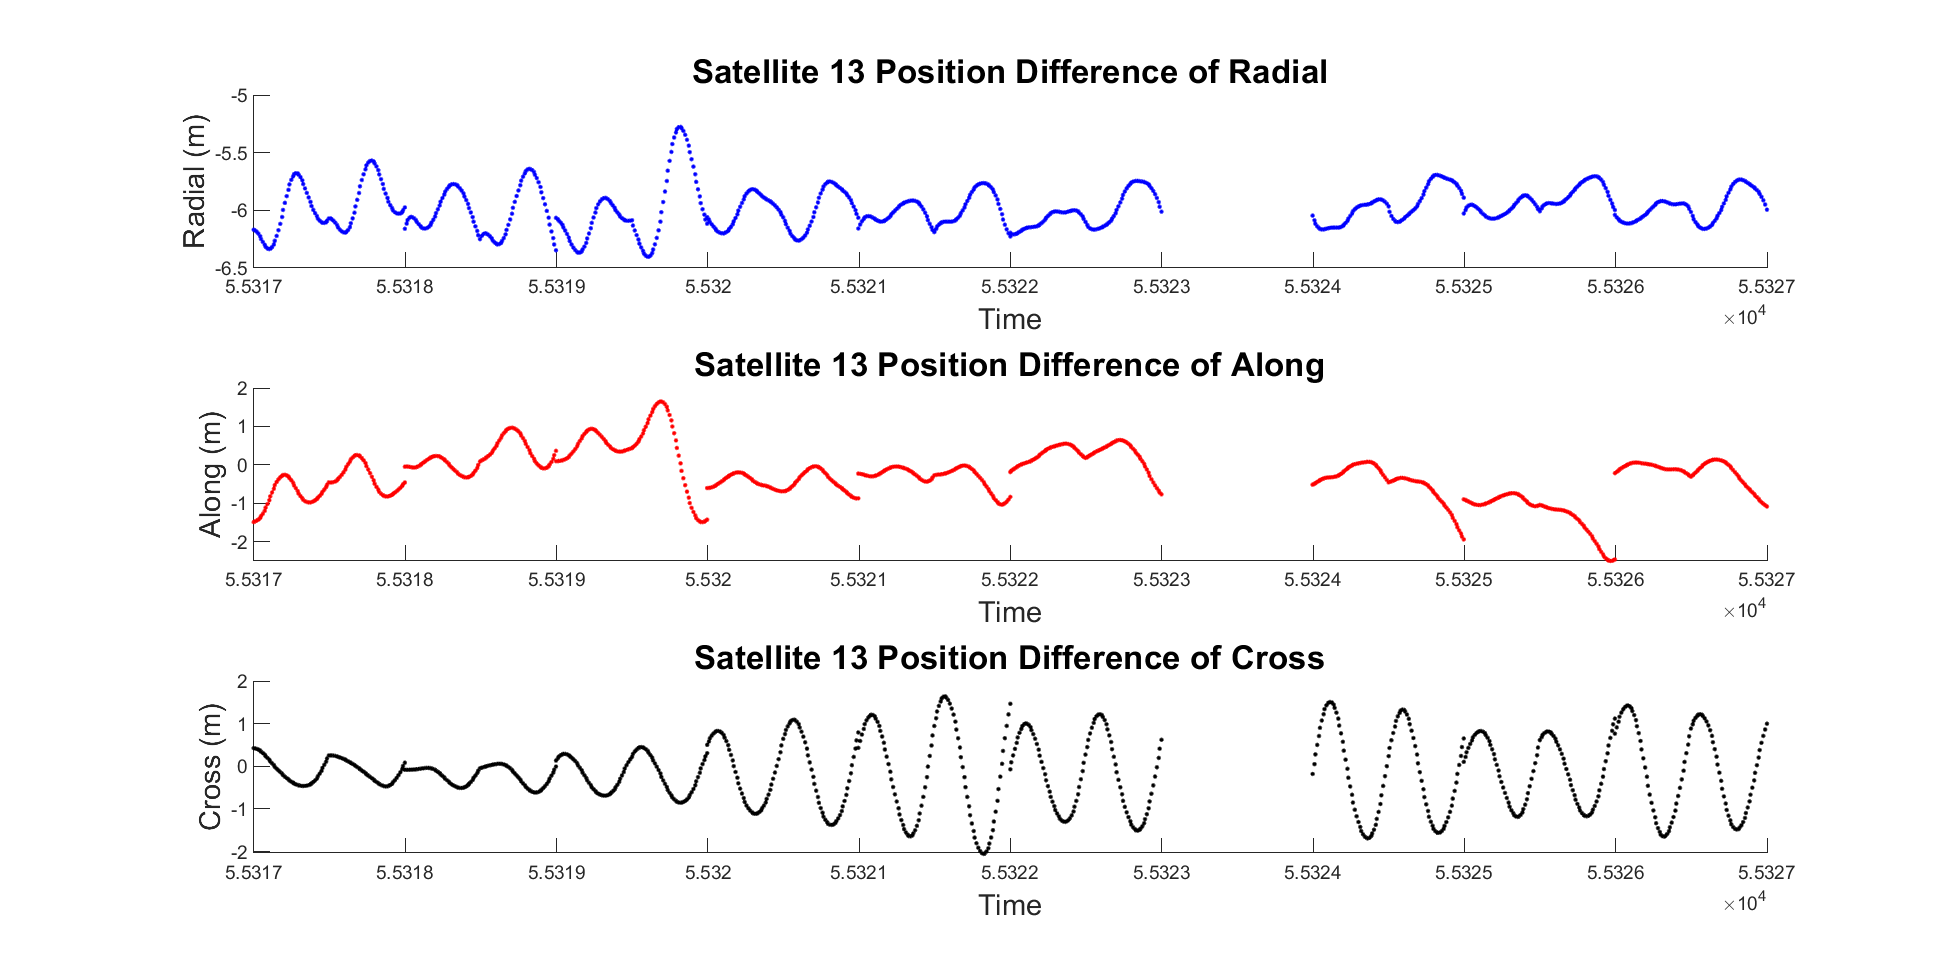 Satellite 13 Position Difference of Radial
Radial (m)
-5
-5.5
-6
-6.5
5.5317 5.5318 5.5319 5.532 5.5321 5.5322 5.5323 5.5324 5.5325 5.5326 5.5327
Time
×10^4
Satellite 13 Position Difference of Along
Along (m)
2
1
0
-1
-2
5.5317 5.5318 5.5319 5.532 5.5321 5.5322 5.5323 5.5324 5.5325 5.5326 5.5327
Time
×10^4
Satellite 13 Position Difference of Cross
Cross (m)
2
1
0
-1
-2
5.5317 5.5318 5.5319 5.532 5.5321 5.5322 5.5323 5.5324 5.5325 5.5326 5.5327
Time
×10^4